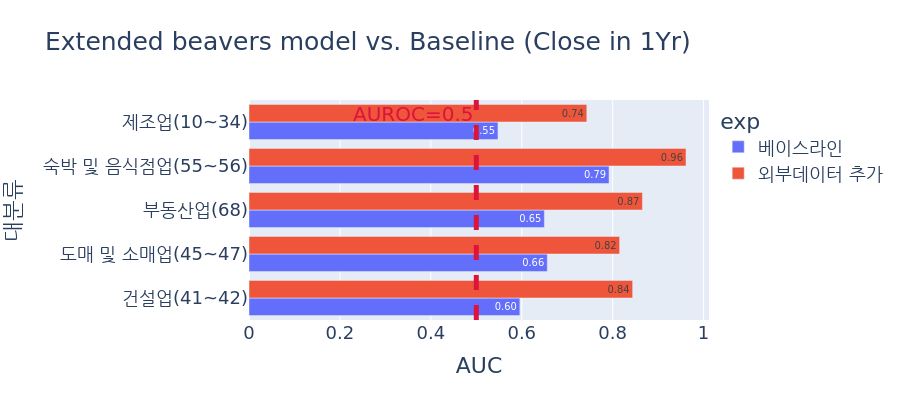 Extended beavers model vs. Baseline (Close in 1Yr)
대분류
제조업(10~34)
숙박 및 음식점업(55~56)
부동산업(68)
도매 및 소매업(45~47)
건설업(41~42)
AUROC=0.5
0.74
.55
0.96
0.79
0.87
0.65
0.82
0.66
0.84
0.60
0
0.2
0.4
0.6
0.8
1
AUC
exp
베이스라인
외부데이터 추가